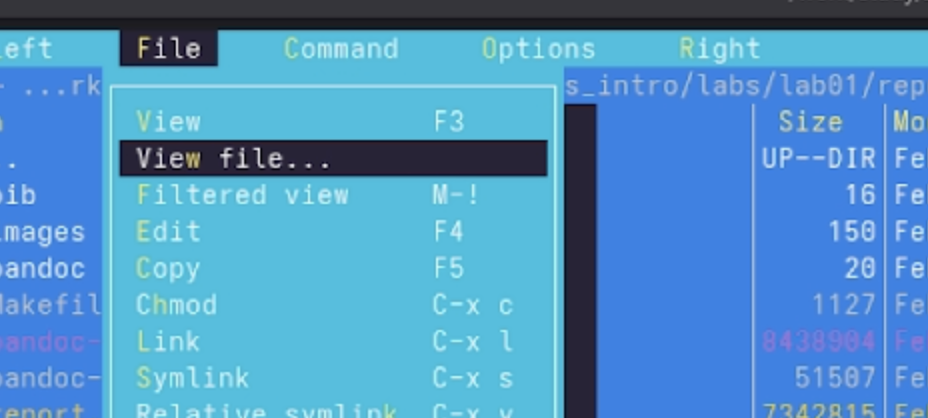 eft File Command Options Right
...rk s_intro/labs/lab01/rep
View F3 Size Mo
View file... UP--DIR Fe
bib Filtered view M-! 16 Fe
images Edit F4 150 Fe
pandoc Copy F5 20 Fe
Makefil Chmod C-x c 1127 Fe
pandoc- Link C-x l 8438904 Fe
pandoc- Symlink C-x s 51507 Fe
report Relative symlink C-x v 7342815 Fe